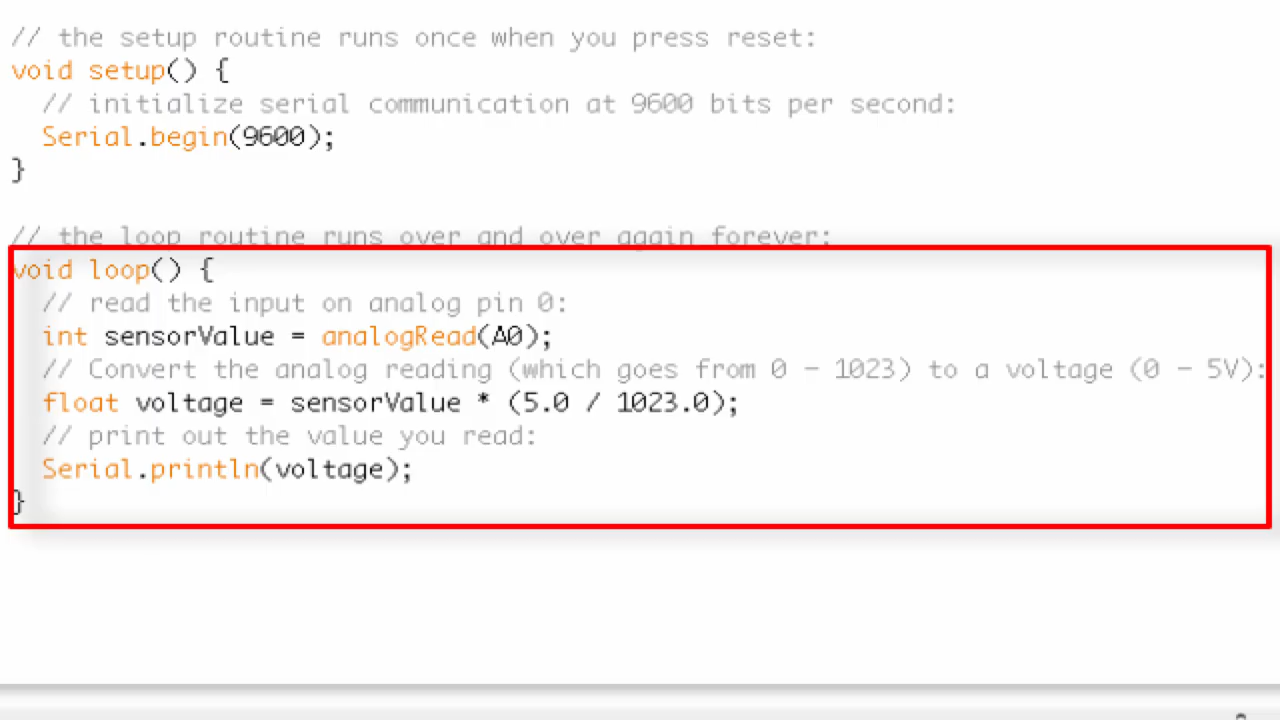 // the setup routine runs once when you press reset:
void setup() {
// initialize serial communication at 9600 bits per second:
Serial.begin(9600);
}
// the loop routine runs over and over again forever:
void loop() {
// read the input on analog pin 0:
int sensorValue = analogRead(A0);
// Convert the analog reading (which goes from 0 - 1023) to a voltage (0 - 5V):
float voltage = sensorValue * (5.0 / 1023.0);
// print out the value you read:
Serial.println(voltage);
}